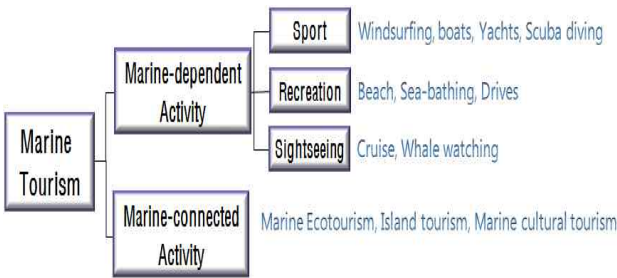 Marine
Tourism
Marine-dependent
Activity
Sport
Windsurfing, boats, Yachts, Scuba diving
Recreation
Beach, Sea-bathing, Drives
Sightseeing
Cruise, Whale watching
Marine-connected
Activity
Marine Ecotourism, Island tourism, Marine cultural tourism